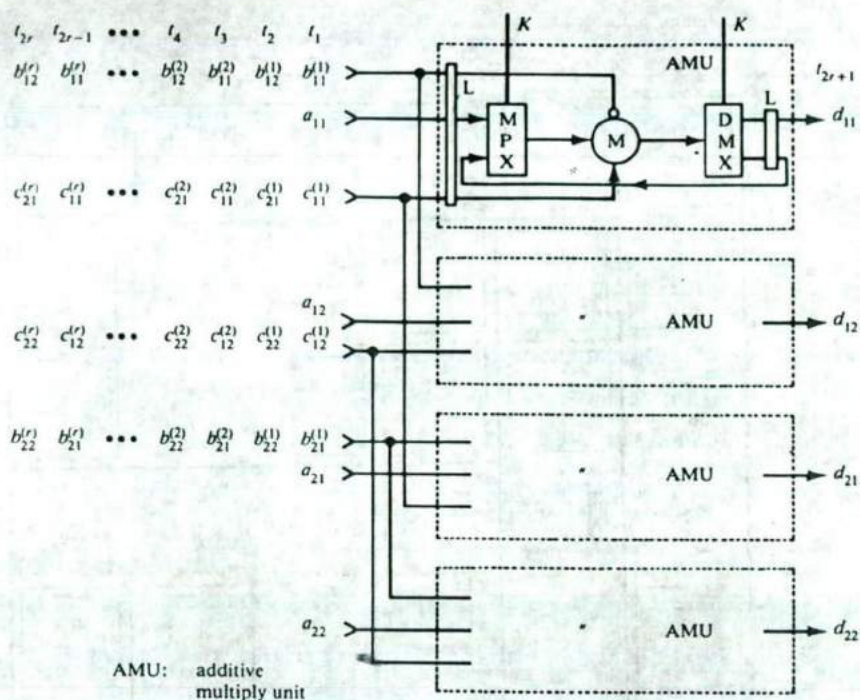 t_{2r} t_{2r-1} ••• t_4 t_3 t_2 t_1
K K
AMU
t_{2r+1}
b_{12}^{(r)} b_{11}^{(r)} ••• b_{12}^{(2)} b_{11}^{(2)} b_{12}^{(1)} b_{11}^{(1)}
L L
a_{11}
M P X
M
D M X
d_{11}
c_{21}^{(r)} c_{11}^{(r)} ••• c_{21}^{(2)} c_{11}^{(2)} c_{21}^{(1)} c_{11}^{(1)}
a_{12}
AMU
d_{12}
c_{22}^{(r)} c_{12}^{(r)} ••• c_{22}^{(2)} c_{12}^{(2)} c_{22}^{(1)} c_{12}^{(1)}
b_{22}^{(r)} b_{21}^{(r)} ••• b_{22}^{(2)} b_{21}^{(2)} b_{22}^{(1)} b_{21}^{(1)}
a_{21}
AMU
d_{21}
a_{22}
AMU
d_{22}
AMU: additive
multiply unit